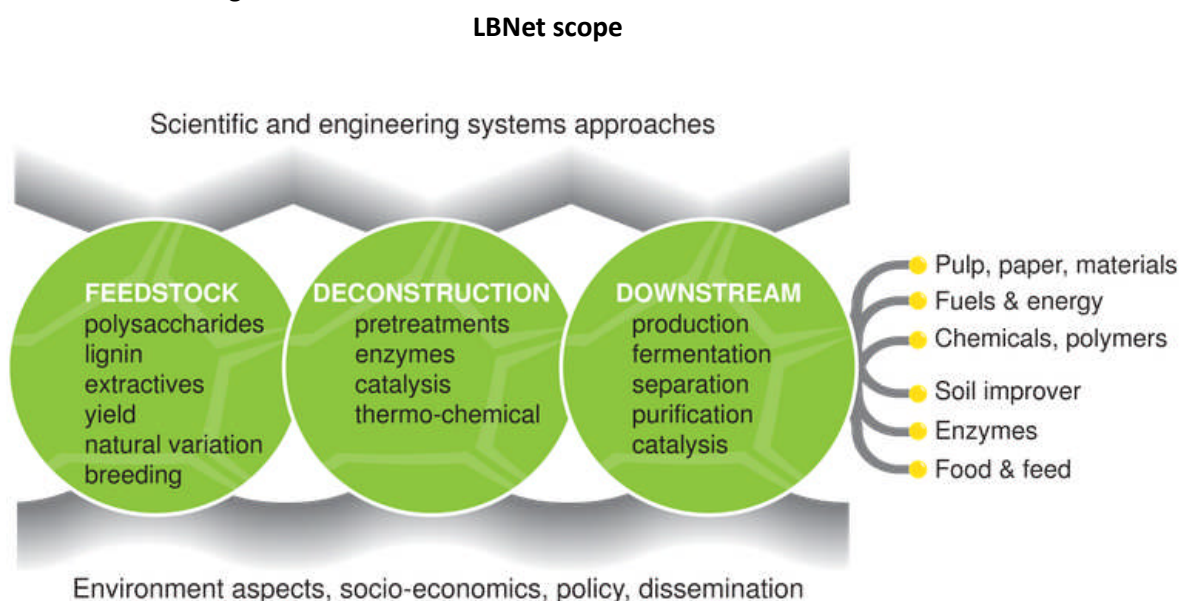 LBNet scope
Scientific and engineering systems approaches
FEEDSTOCK
polysaccharides
lignin
extractives
yield
natural variation
breeding
DECONSTRUCTION
pretreatments
enzymes
catalysis
thermo-chemical
DOWNSTREAM
production
fermentation
separation
purification
catalysis
Pulp, paper, materials
Fuels & energy
Chemicals, polymers
Soil improver
Enzymes
Food & feed
Environment aspects, socio-economics, policy, dissemination